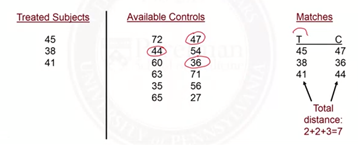 Treated Subjects Available Controls Matches
T C
45 72 47 45 47
38 44 54 38 36
41 60 36 41 44
63 71
35 56
65 27
Total
distance:
2+2+3=7